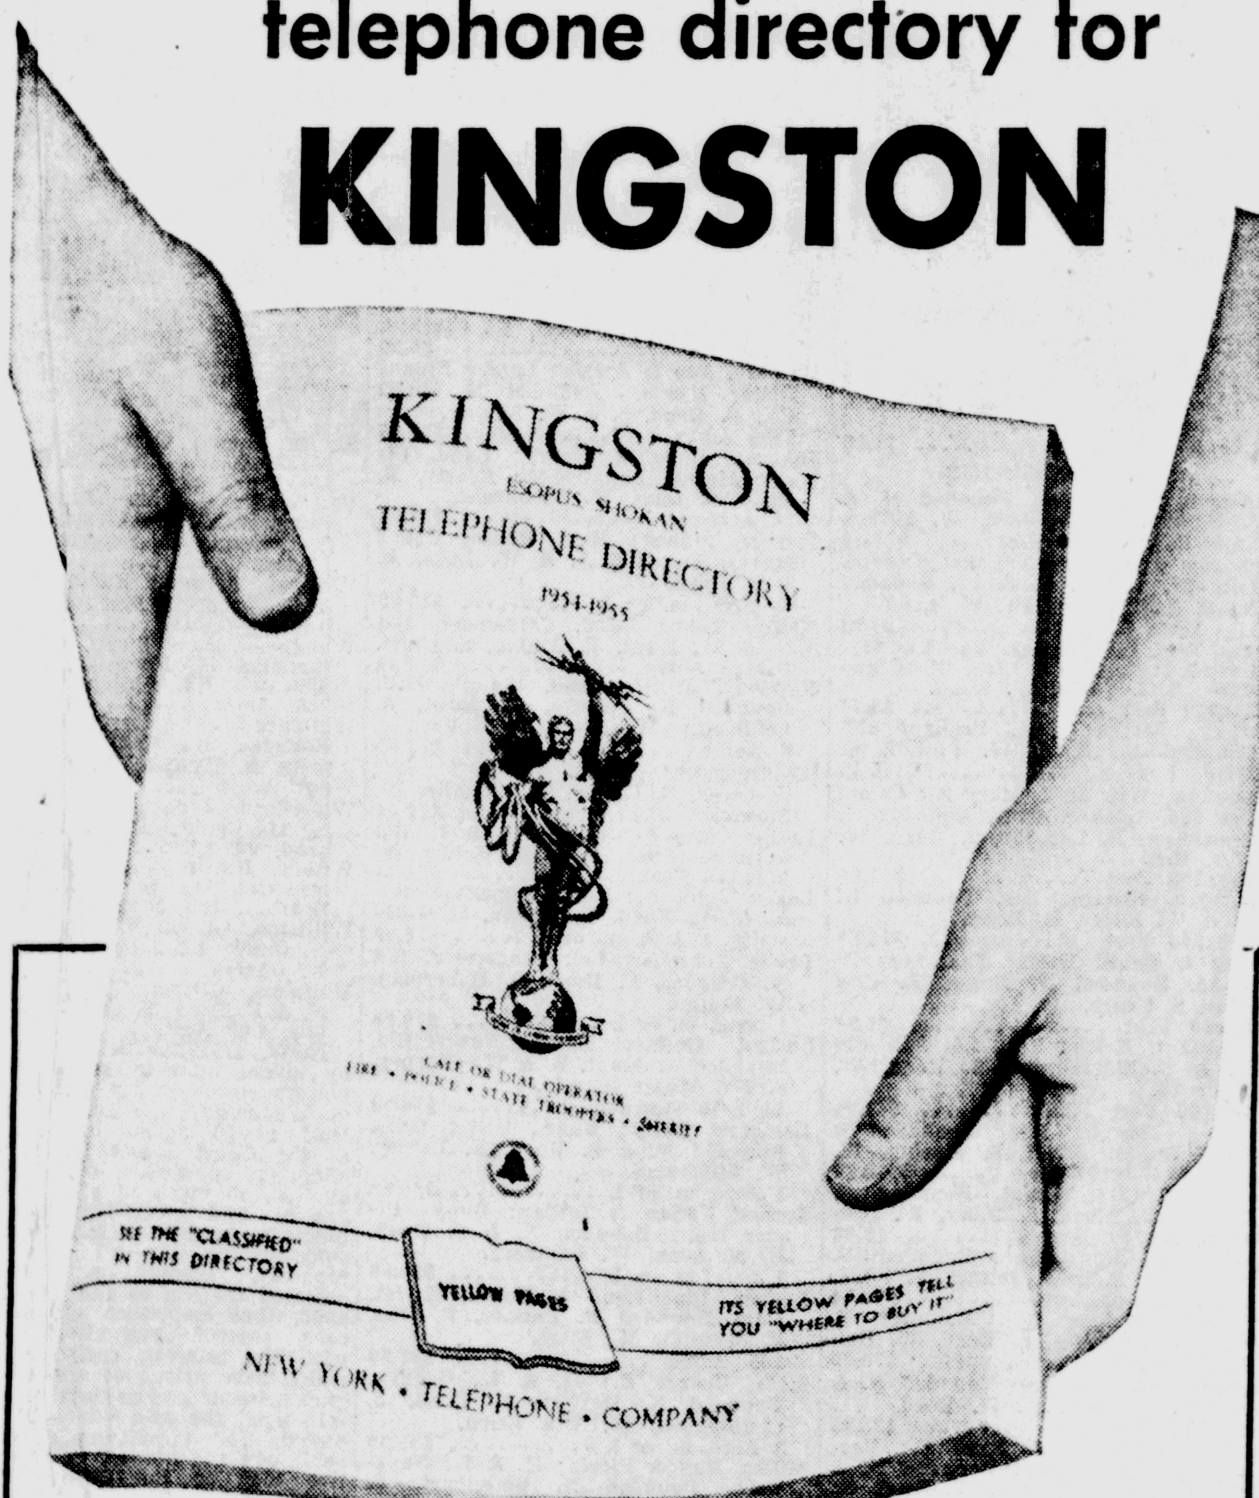 telephone directory for
KINGSTON
KINGSTON
ESOPUS SHOKAN
TELEPHONE DIRECTORY
1954-1955
CALL OR DIAL OPERATOR
FIRE • POLICE • STATE TROOPERS • SHERIFF
SEE THE "CLASSIFIED"
IN THIS DIRECTORY
YELLOW PAGES
ITS YELLOW PAGES TELL
YOU "WHERE TO BUY IT"
NEW YORK • TELEPHONE • COMPANY